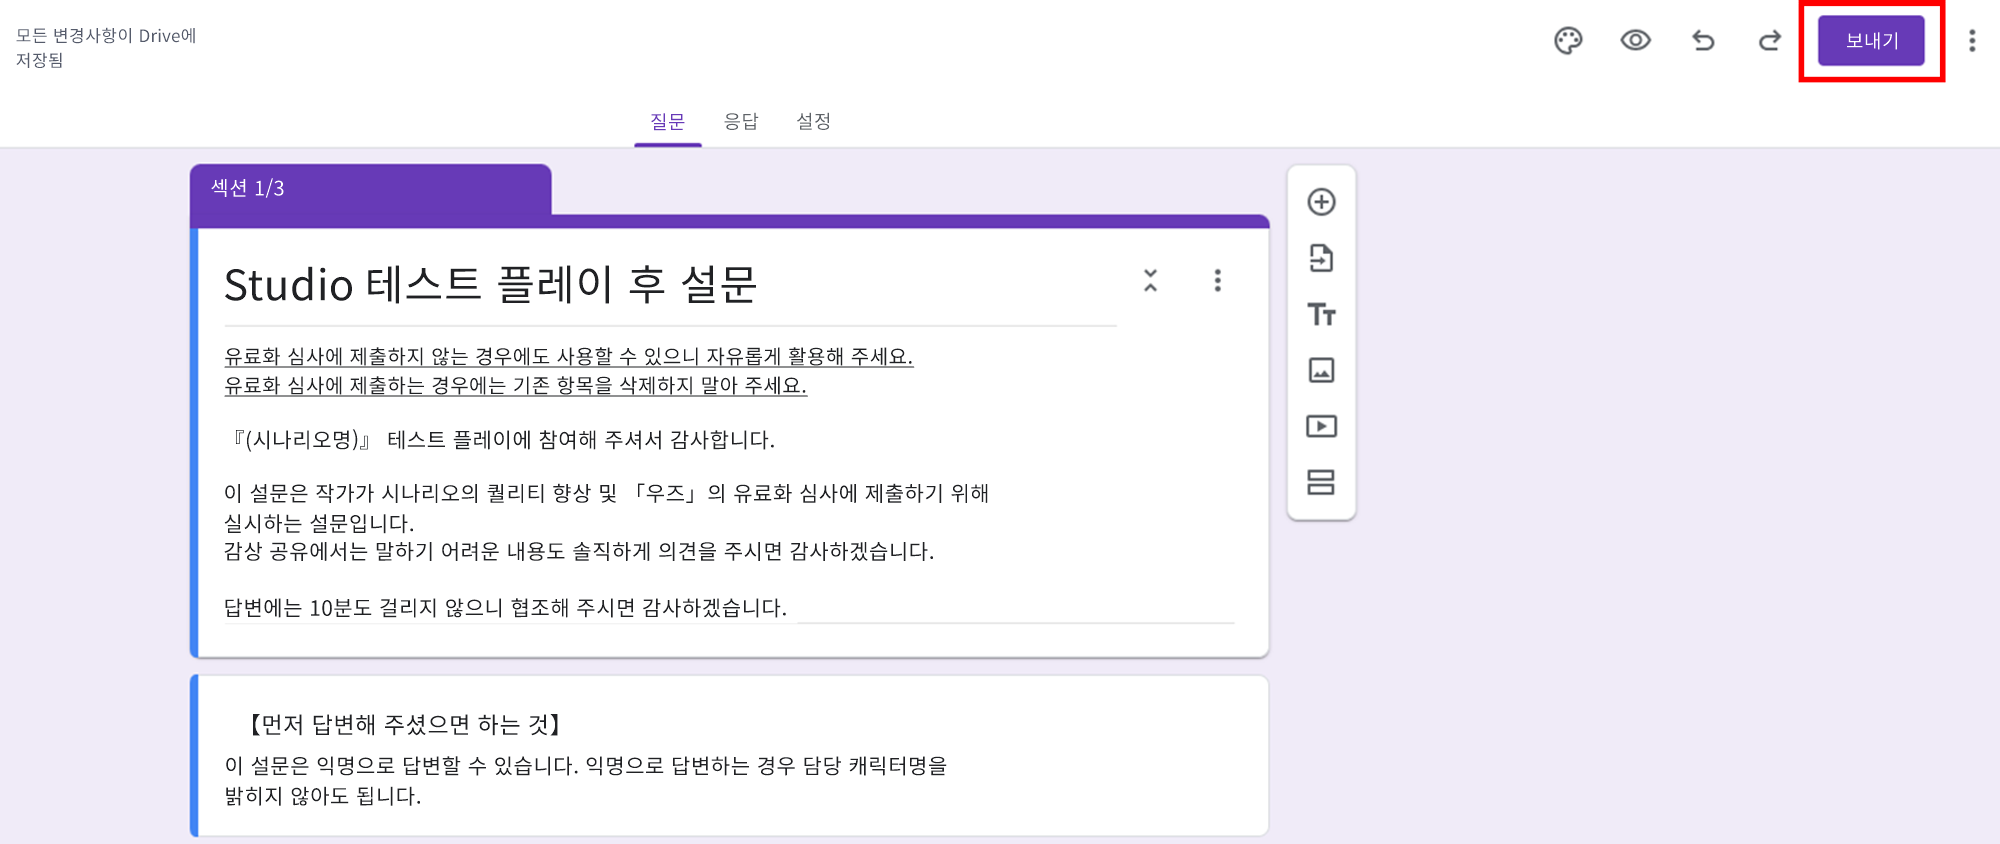 모든 변경사항이 Drive에
저장됨
보내기
질문 응답 설정
섹션 1/3
Studio 테스트 플레이 후 설문
유료화 심사에 제출하지 않는 경우에도 사용할 수 있으니 자유롭게 활용해 주세요.
유료화 심사에 제출하는 경우에는 기존 항목을 삭제하지 말아 주세요.
『(시나리오명)』 테스트 플레이에 참여해 주셔서 감사합니다.
이 설문은 작가가 시나리오의 퀄리티 향상 및 「우즈」의 유료화 심사에 제출하기 위해
실시하는 설문입니다.
감상 공유에서는 말하기 어려운 내용도 솔직하게 의견을 주시면 감사하겠습니다.
답변에는 10분도 걸리지 않으니 협조해 주시면 감사하겠습니다.
【먼저 답변해 주셨으면 하는 것】
이 설문은 익명으로 답변할 수 있습니다. 익명으로 답변하는 경우 담당 캐릭터명을
밝히지 않아도 됩니다.